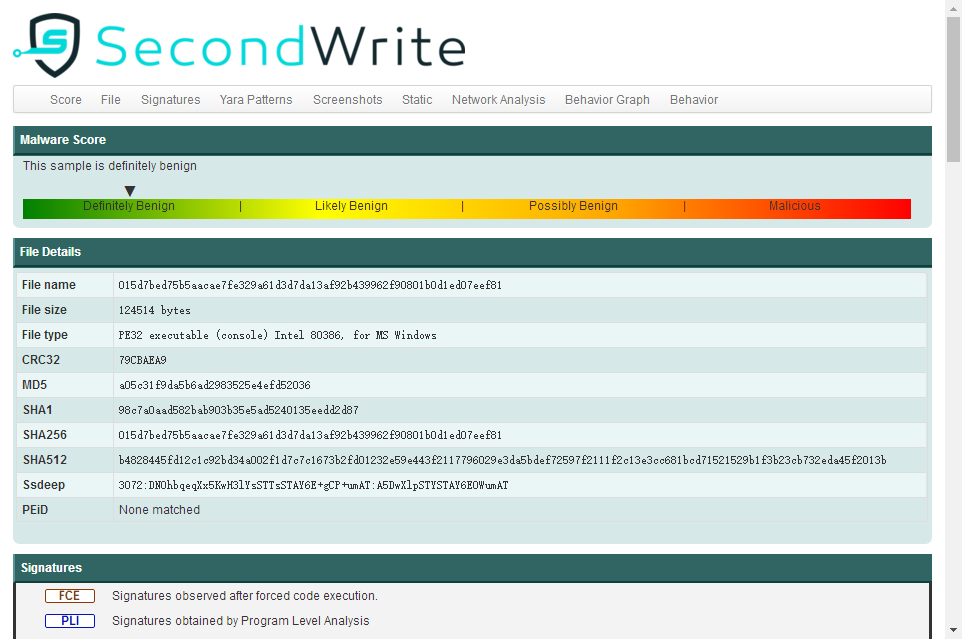 SecondWrite
Score File Signatures Yara Patterns Screenshots Static Network Analysis Behavior Graph Behavior
Malware Score
This sample is definitely benign
Definitely Benign | Likely Benign | Possibly Benign | Malicious
File Details
File name 015d7bed75b5aacae7fe329a61d3d7da13af92b439962f90801b0d1ed07eef81
File size 124514 bytes
File type PE32 executable (console) Intel 80386, for MS Windows
CRC32 79CBAEA9
MD5 a05c31f9da5b6ad2983525e4efd52036
SHA1 98c7a0aad582bab903b35e5ad5240135eedd2d87
SHA256 015d7bed75b5aacae7fe329a61d3d7da13af92b439962f90801b0d1ed07eef81
SHA512 b4828445fd12c1c92bd34a002f1d7c7c1673b2fd01232e59e443f2117796029e3da5bdef72597f2111f2c13e3cc681bcd71521529b1f3b23cb732eda45f2013b
Ssdeep 3072:DNOhbqeqXx5KwH3lYsSTTsSTAY6E+gCP+umAT:A5DwXlpSTYSTAY6EOWumAT
PEiD None matched
Signatures
FCE Signatures observed after forced code execution.
PLI Signatures obtained by Program Level Analysis